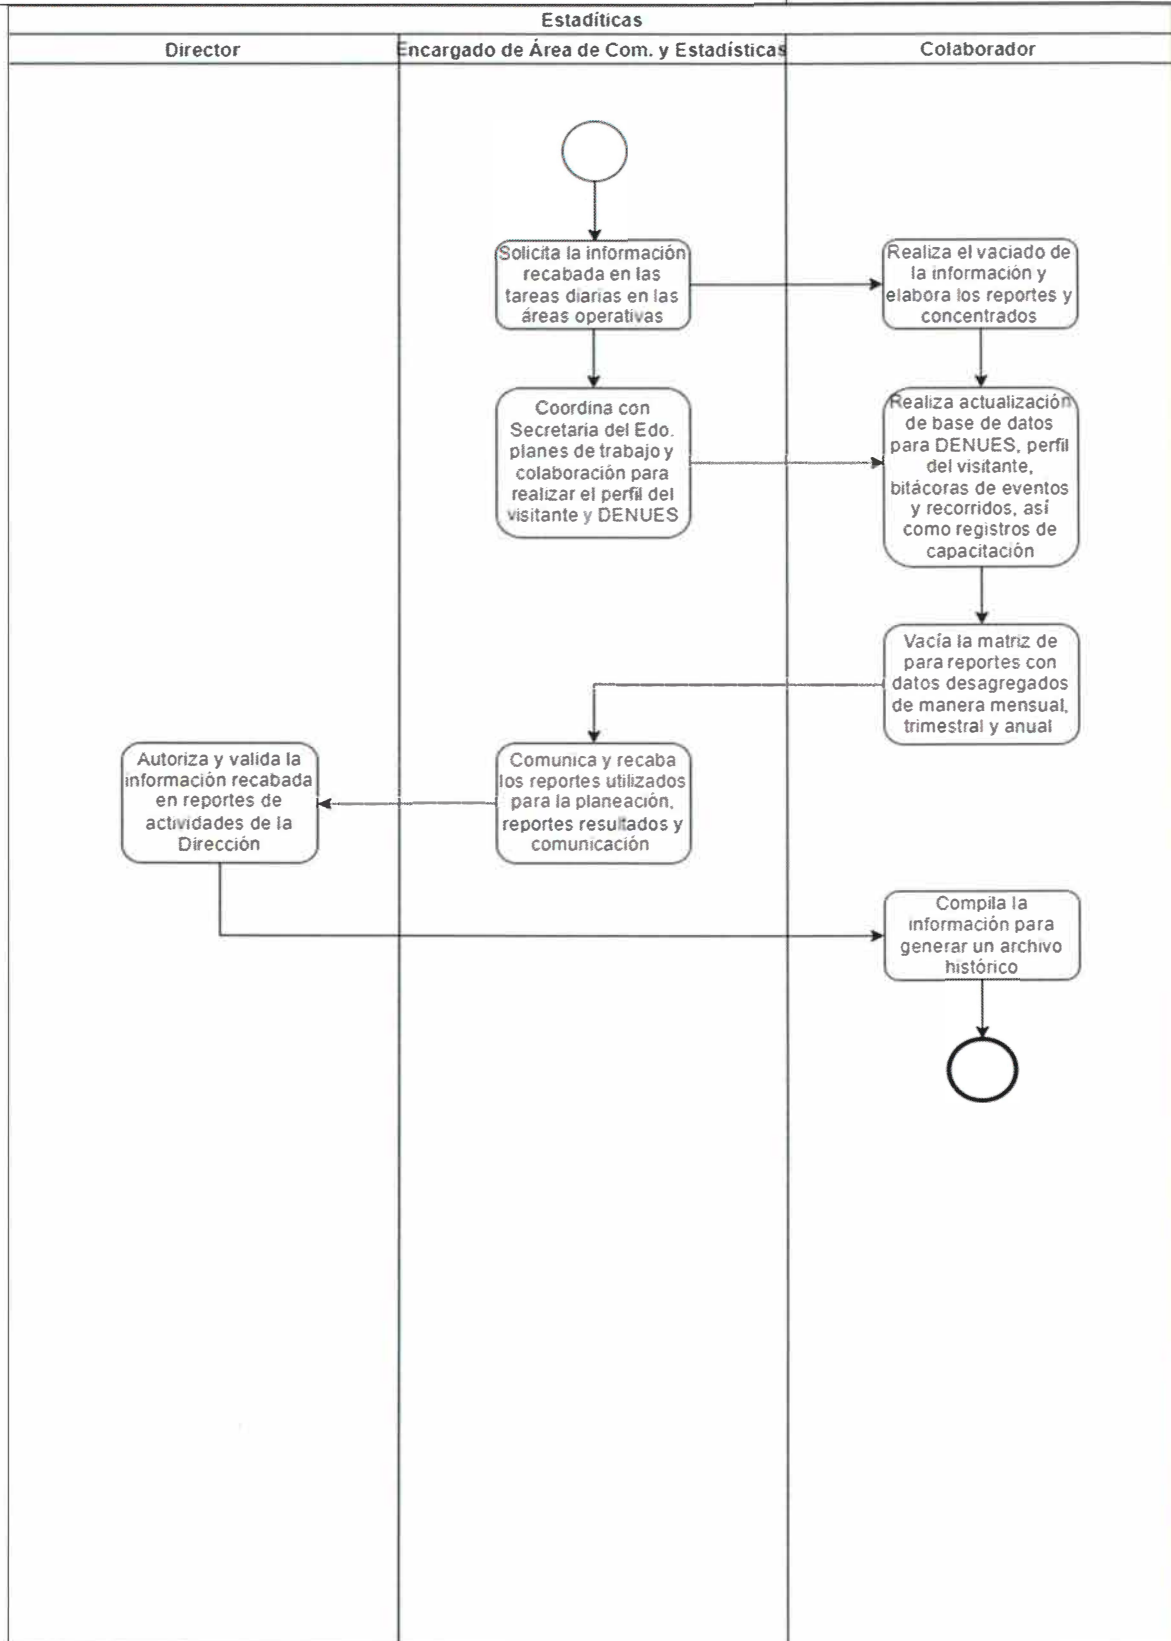 Estadíticas
Director
Encargado de Área de Com. y Estadísticas
Colaborador
Solicita la información
recabada en las
tareas diarias en las
áreas operativas
Realiza el vaciado de
la información y
elabora los reportes y
concentrados
Coordina con
Secretaria del Edo.
planes de trabajo y
colaboración para
realizar el perfil del
visitante y DENUES
Realiza actualización
de base de datos
para DENUES, perfil
del visitante,
bitácoras de eventos
y recorridos, así
como registros de
capacitación
Vacía la matriz de
para reportes con
datos desagregados
de manera mensual,
trimestral y anual
Autoriza y valida la
información recabada
en reportes de
actividades de la
Dirección
Comunica y recaba
los reportes utilizados
para la planeación,
reportes resultados y
comunicación
Compila la
información para
generar un archivo
histórico